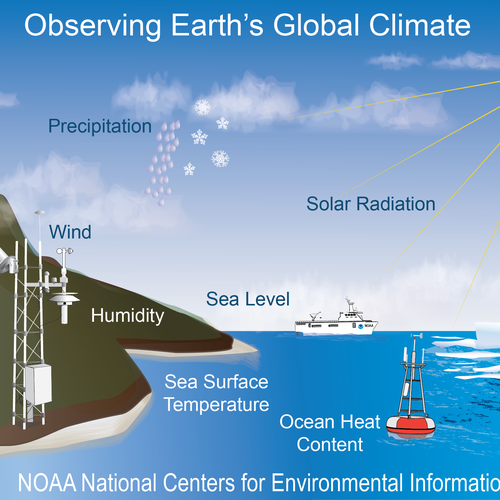 Observing Earth's Global Climate
Precipitation
Solar Radiation
Wind
Sea Level
Humidity
NOAA
Sea Surface
Temperature
Ocean Heat
Content
NOAA National Centers for Environmental Informatio